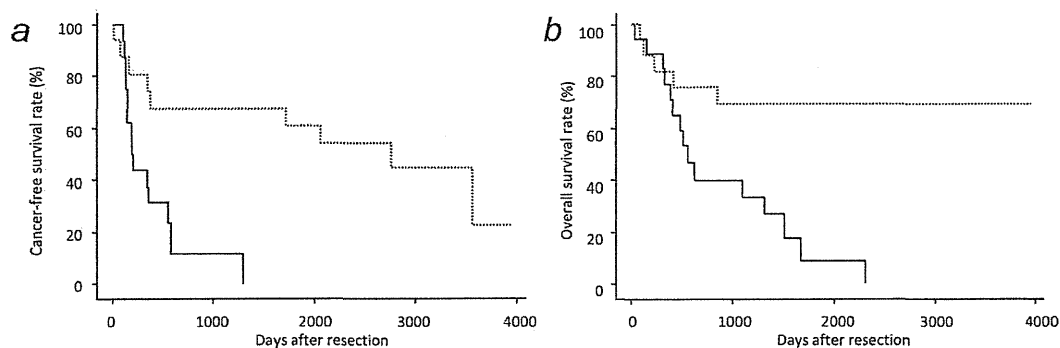 a
Cancer-free survival rate (%)
100
80
60
40
20
0
0 1000 2000 3000 4000
Days after resection
b
Overall survival rate (%)
100
80
60
40
20
0
0 1000 2000 3000 4000
Days after resection